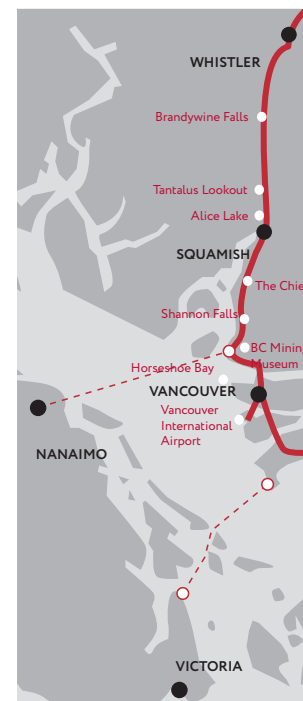 WHISTLER
Brandywine Falls
Tantalus Lookout
Alice Lake
SQUAMISH
The Chie
Shannon Falls
BC Mining
Museum
Horseshoe Bay
VANCOUVER
Vancouver
International
Airport
NANAIMO
VICTORIA